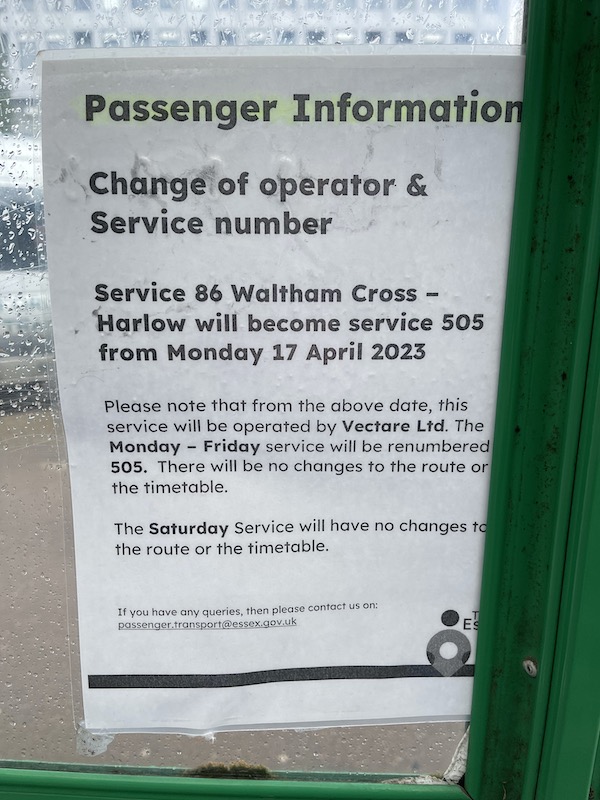 Passenger Information
Change of operator &
Service number
Service 86 Waltham Cross –
Harlow will become service 505
from Monday 17 April 2023
Please note that from the above date, this
service will be operated by Vectare Ltd. The
Monday – Friday service will be renumbered
505. There will be no changes to the route or
the timetable.
The Saturday Service will have no changes to
the route or the timetable.
If you have any queries, then please contact us on:
passenger.transport@essex.gov.uk